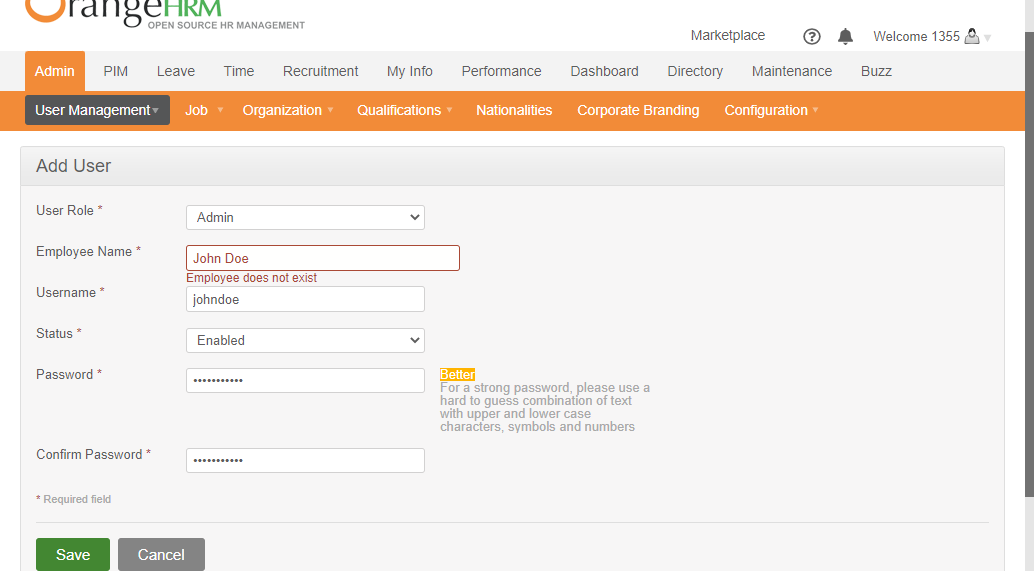 OrangeHRM
OPEN SOURCE HR MANAGEMENT
Marketplace ? Welcome 1355
Admin PIM Leave Time Recruitment My Info Performance Dashboard Directory Maintenance Buzz
User Management Job Organization Qualifications Nationalities Corporate Branding Configuration
Add User
User Role * Admin
Employee Name * John Doe
Employee does not exist
Username * johndoe
Status * Enabled
Password * ••••••••••• Better
For a strong password, please use a
hard to guess combination of text
with upper and lower case
characters, symbols and numbers
Confirm Password * •••••••••••
* Required field
Save Cancel